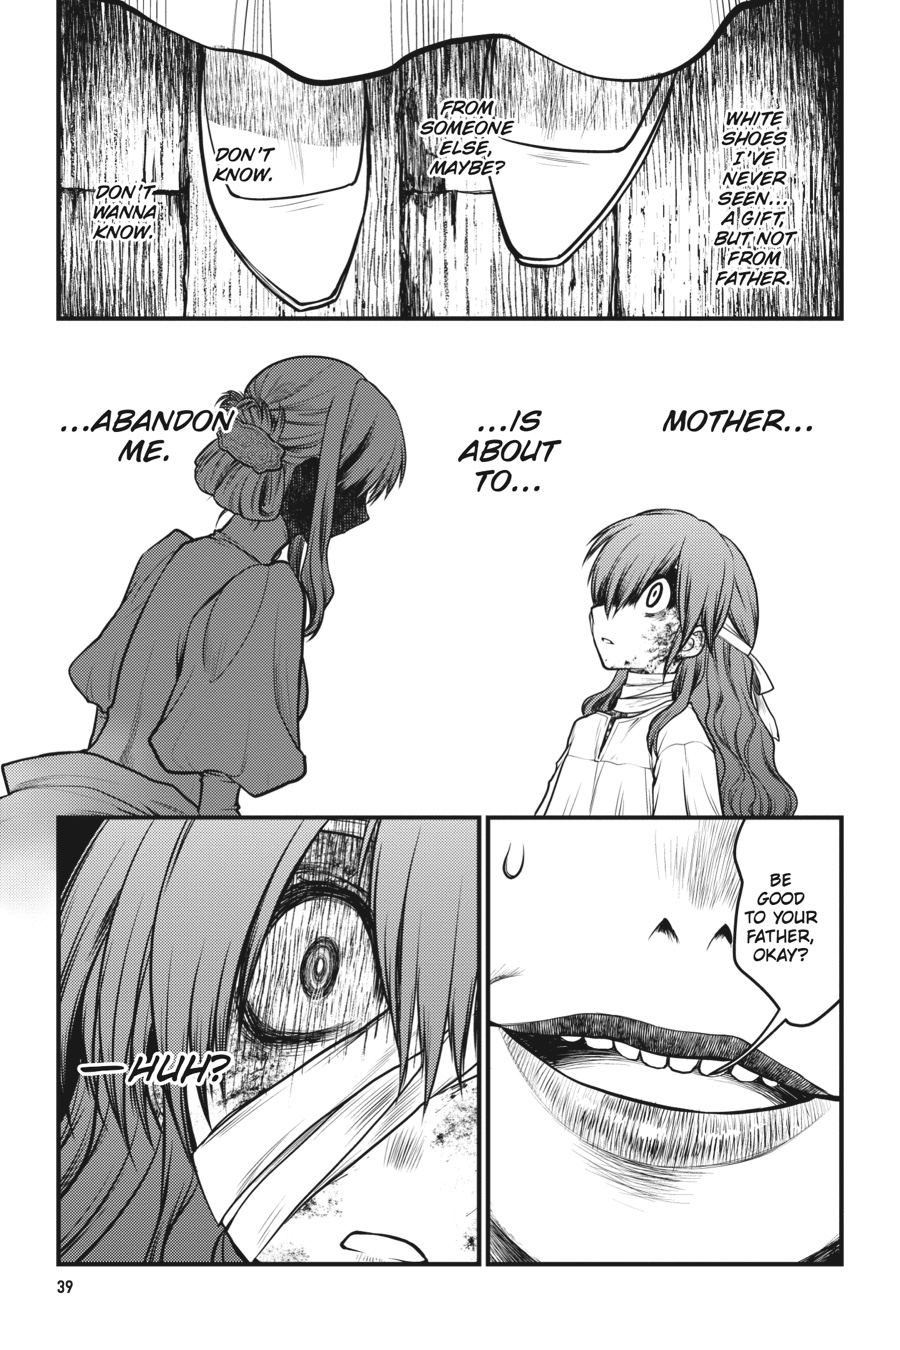 WHITE
SHOES
I'VE
NEVER
SEEN...
A GIFT,
BUT NOT
FROM
FATHER.
FROM
SOMEONE
ELSE,
MAYBE?
DON'T
KNOW.
DON'T
WANNA
KNOW.
MOTHER...
...IS
ABOUT
TO...
...ABANDON
ME.
BE
GOOD
TO YOUR
FATHER,
OKAY?
—HUH?
39